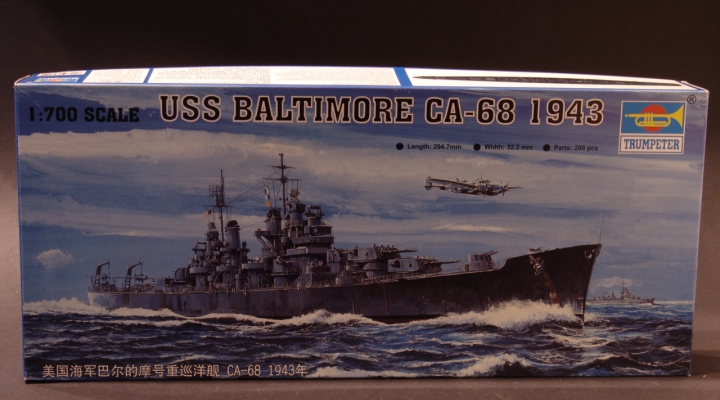 1:700 SCALE USS BALTIMORE CA-68 1943
® TRUMPETER
● Length: 294.7mm ● Width: 32.2 mm ● Parts: 299 pcs
美国海军巴尔的摩号重巡洋舰 CA-68 1943年